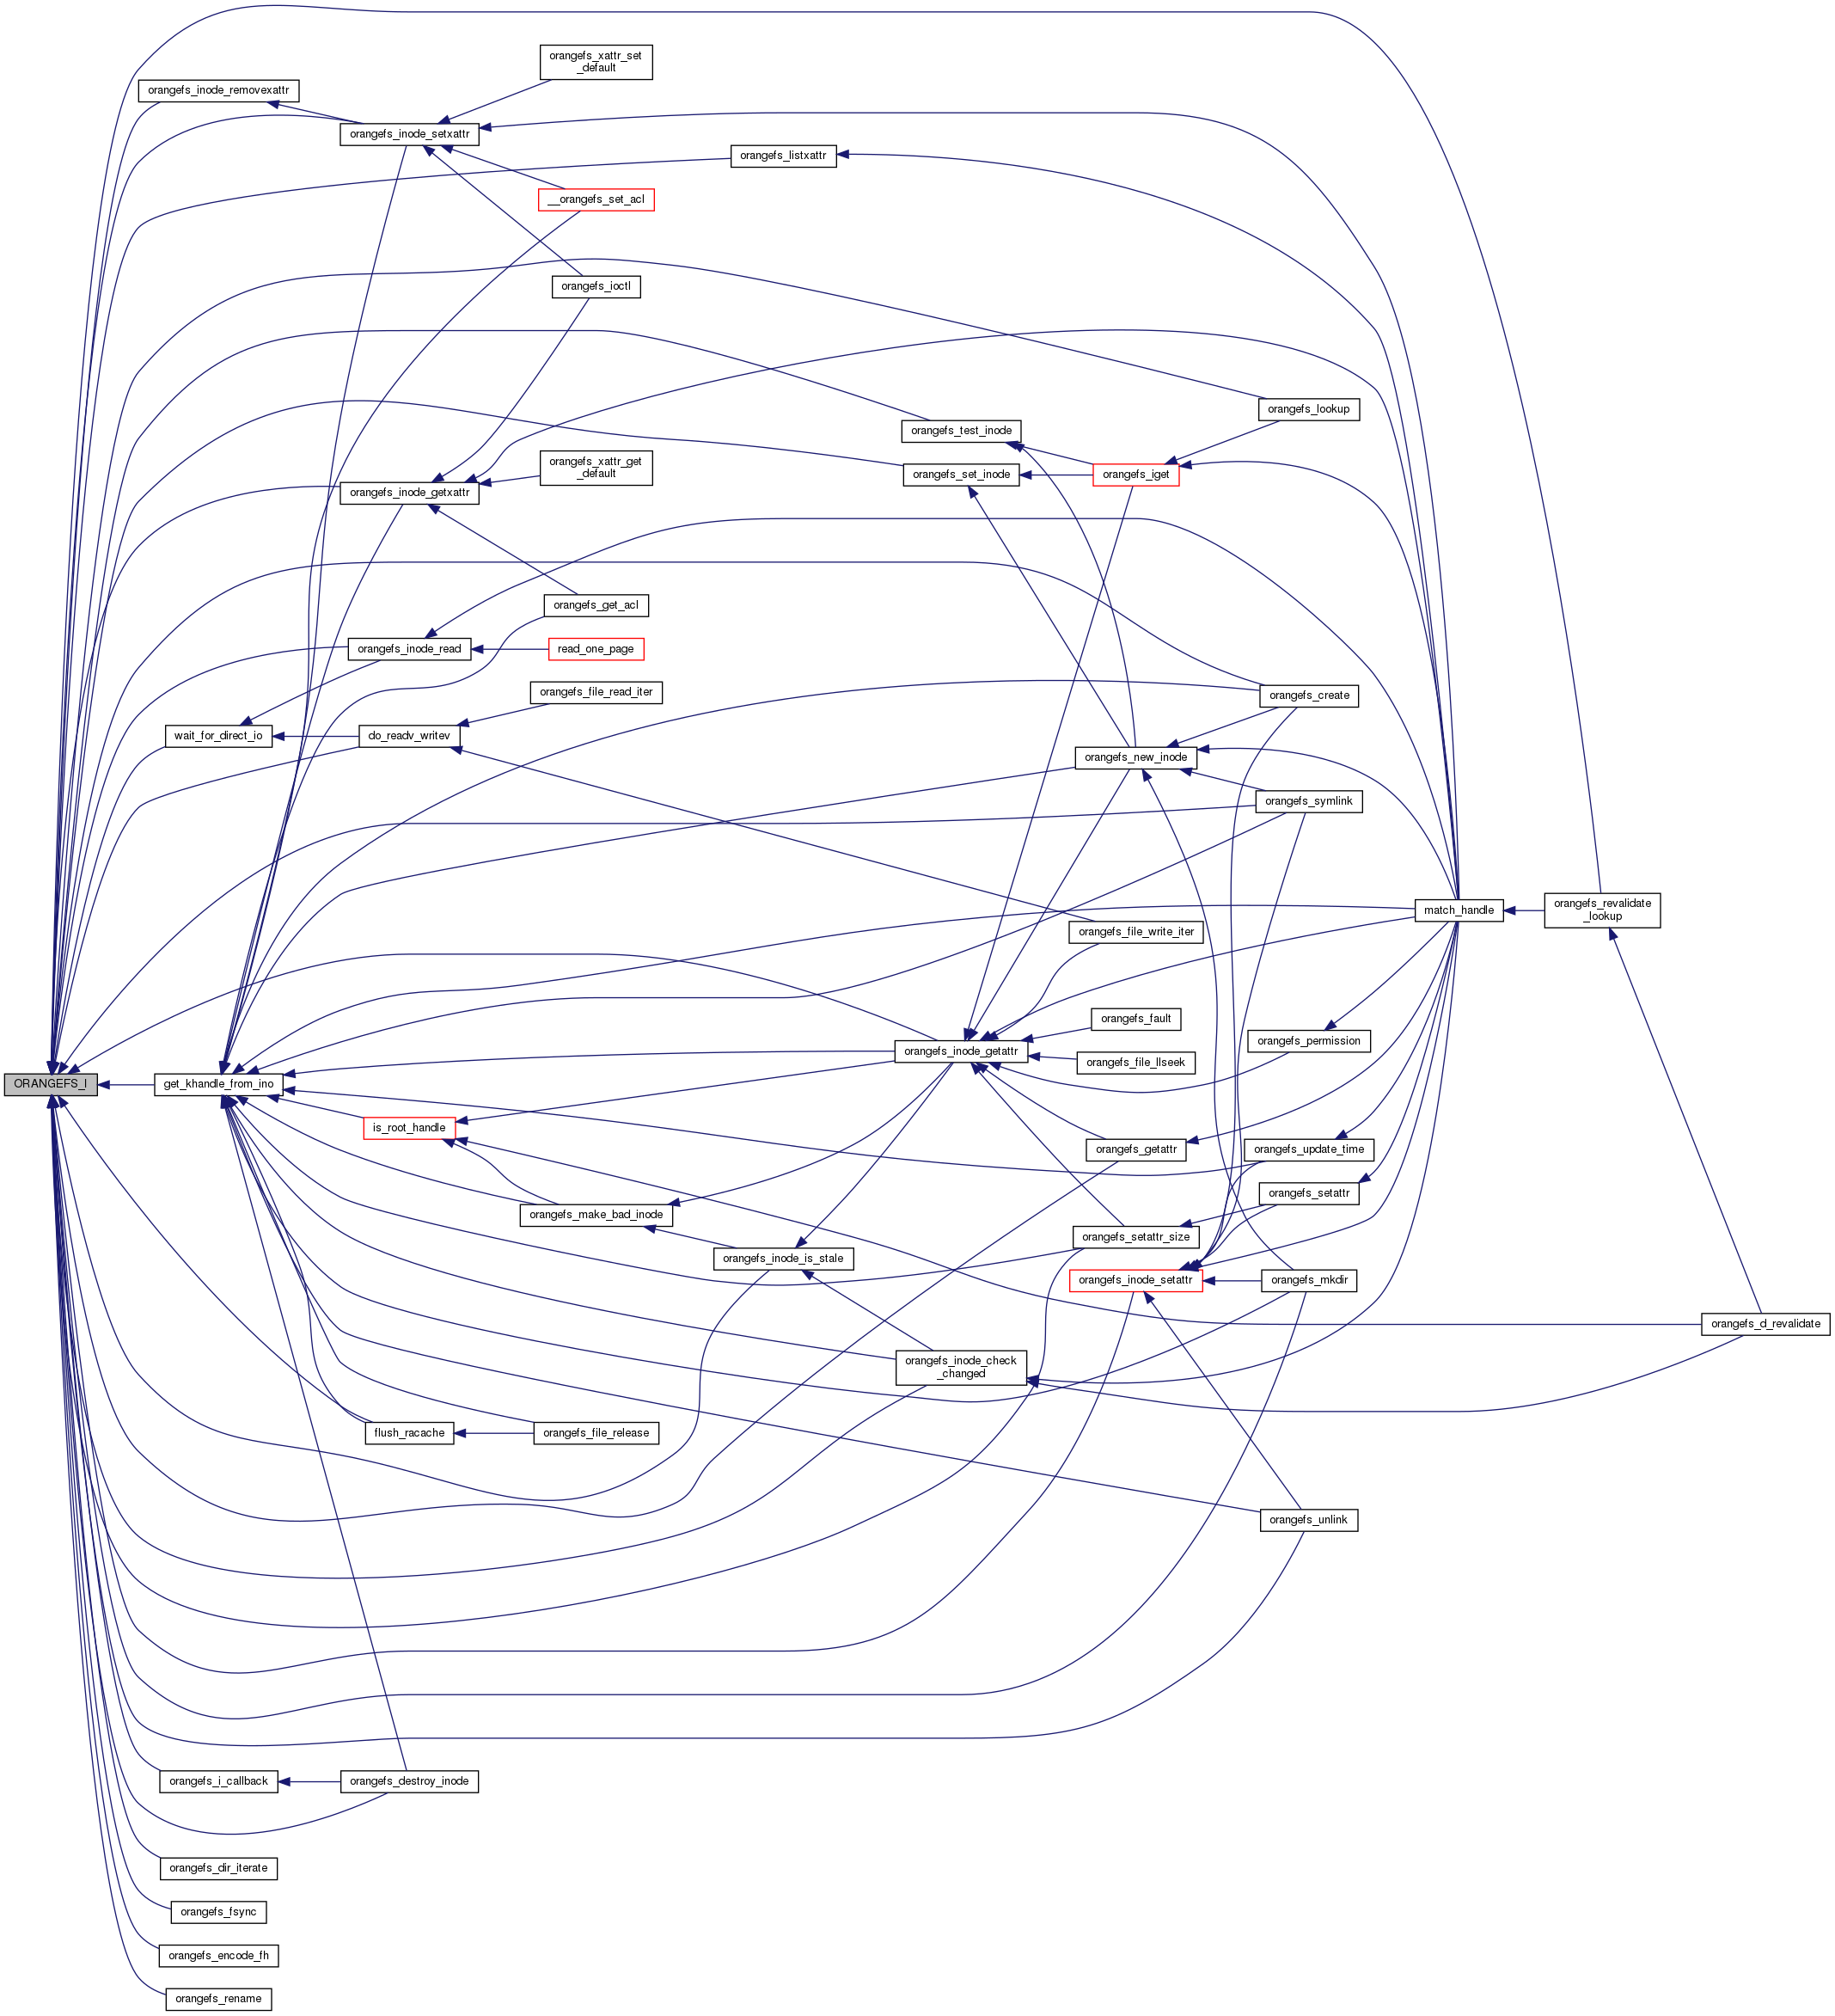 orangefs_xattr_set
_default
orangefs_inode_removexattr
orangefs_inode_setxattr
orangefs_listxattr
__orangefs_set_acl
orangefs_ioctl
orangefs_lookup
orangefs_test_inode
orangefs_xattr_get
_default
orangefs_set_inode
orangefs_iget
orangefs_inode_getxattr
orangefs_get_acl
orangefs_inode_read
read_one_page
orangefs_file_read_iter
orangefs_create
wait_for_direct_io
do_readv_writev
orangefs_new_inode
orangefs_symlink
match_handle
orangefs_revalidate
_lookup
orangefs_file_write_iter
orangefs_fault
orangefs_permission
orangefs_inode_getattr
orangefs_file_llseek
ORANGEFS_I
get_khandle_from_ino
is_root_handle
orangefs_getattr
orangefs_update_time
orangefs_setattr
orangefs_make_bad_inode
orangefs_setattr_size
orangefs_inode_is_stale
orangefs_inode_setattr
orangefs_mkdir
orangefs_d_revalidate
orangefs_inode_check
_changed
flush_racache
orangefs_file_release
orangefs_unlink
orangefs_i_callback
orangefs_destroy_inode
orangefs_dir_iterate
orangefs_fsync
orangefs_encode_fh
orangefs_rename